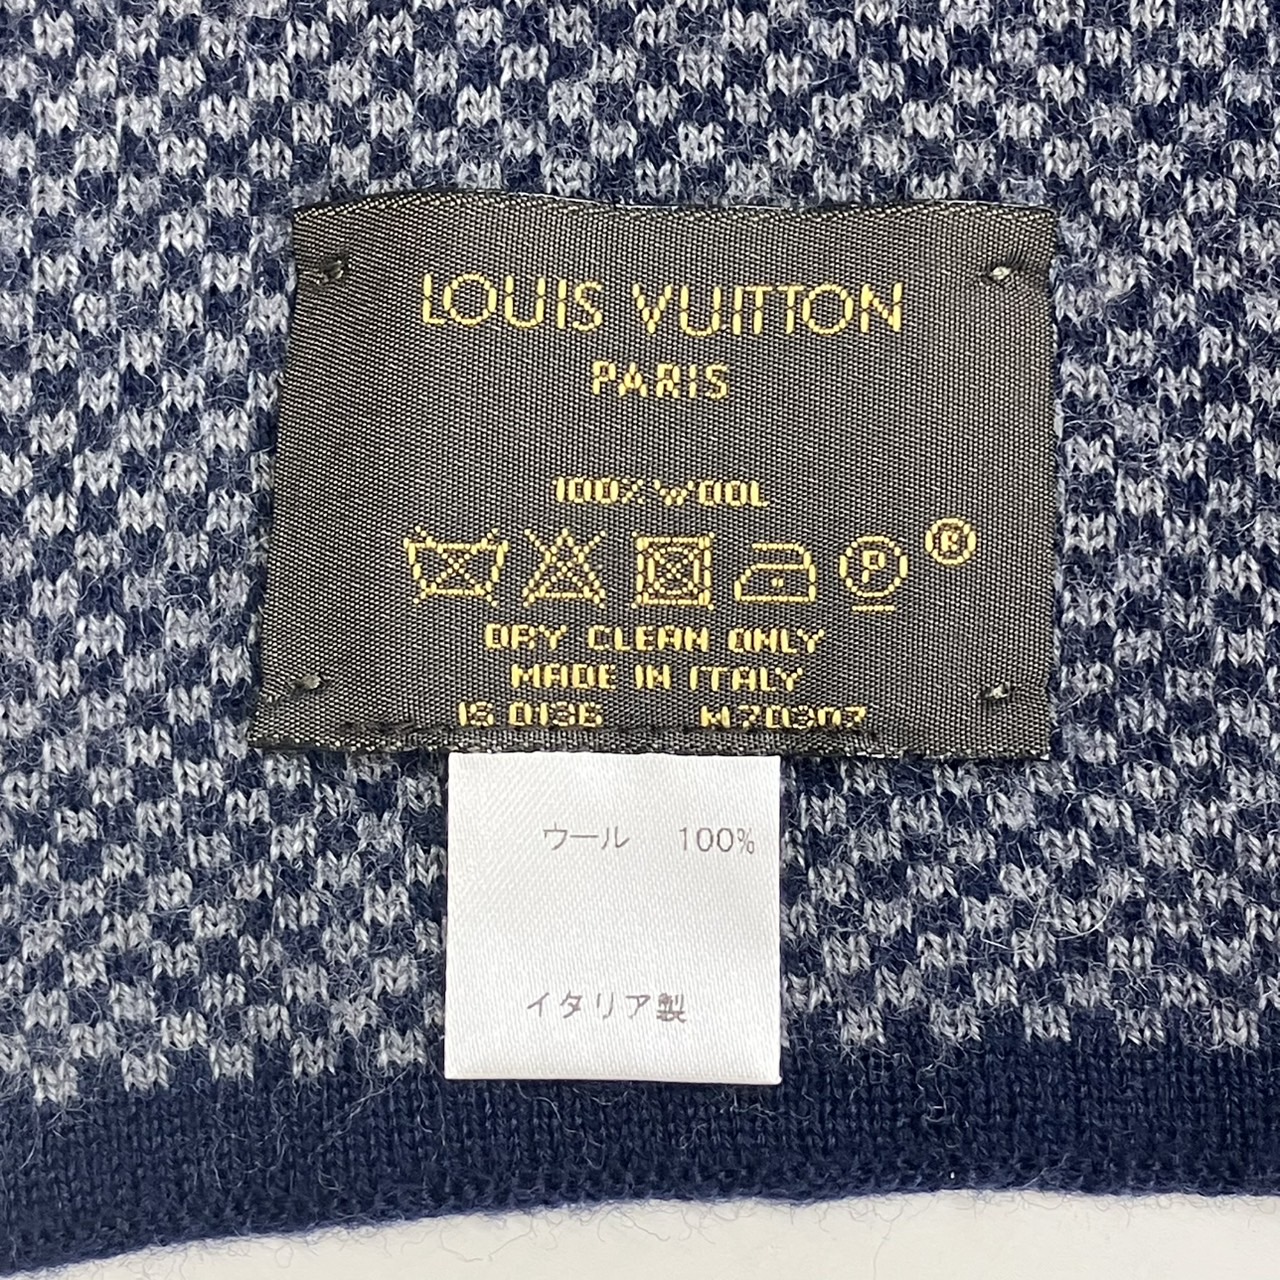 LOUIS VUITTON
PARIS
100% WOOL
P ®
DRY CLEAN ONLY
MADE IN ITALY
IS 0136 M70307
ウール 100%
イタリア製